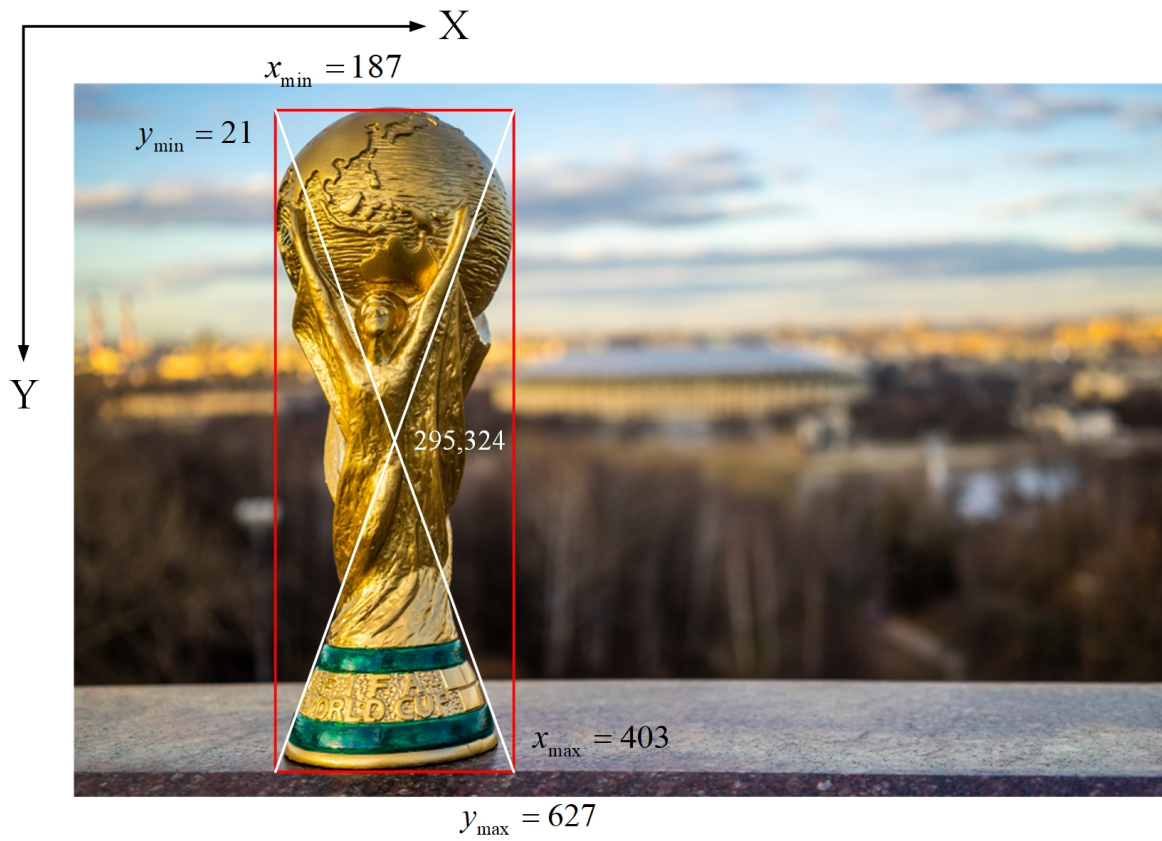 X
x_min = 187
y_min = 21
Y
295,324
FIFA
WORLD CUP
x_max = 403
y_max = 627